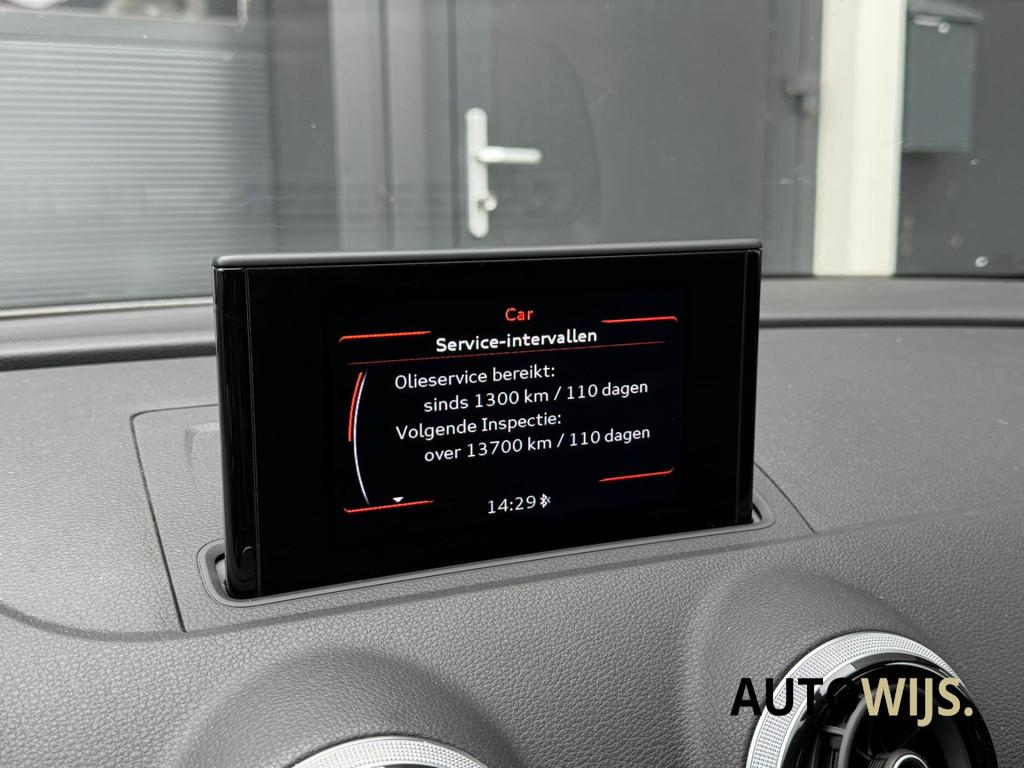 Car
Service-intervallen
Olieservice bereikt:
sinds 1300 km / 110 dagen
Volgende Inspectie:
over 13700 km / 110 dagen
14:29
AUTOWIJS.